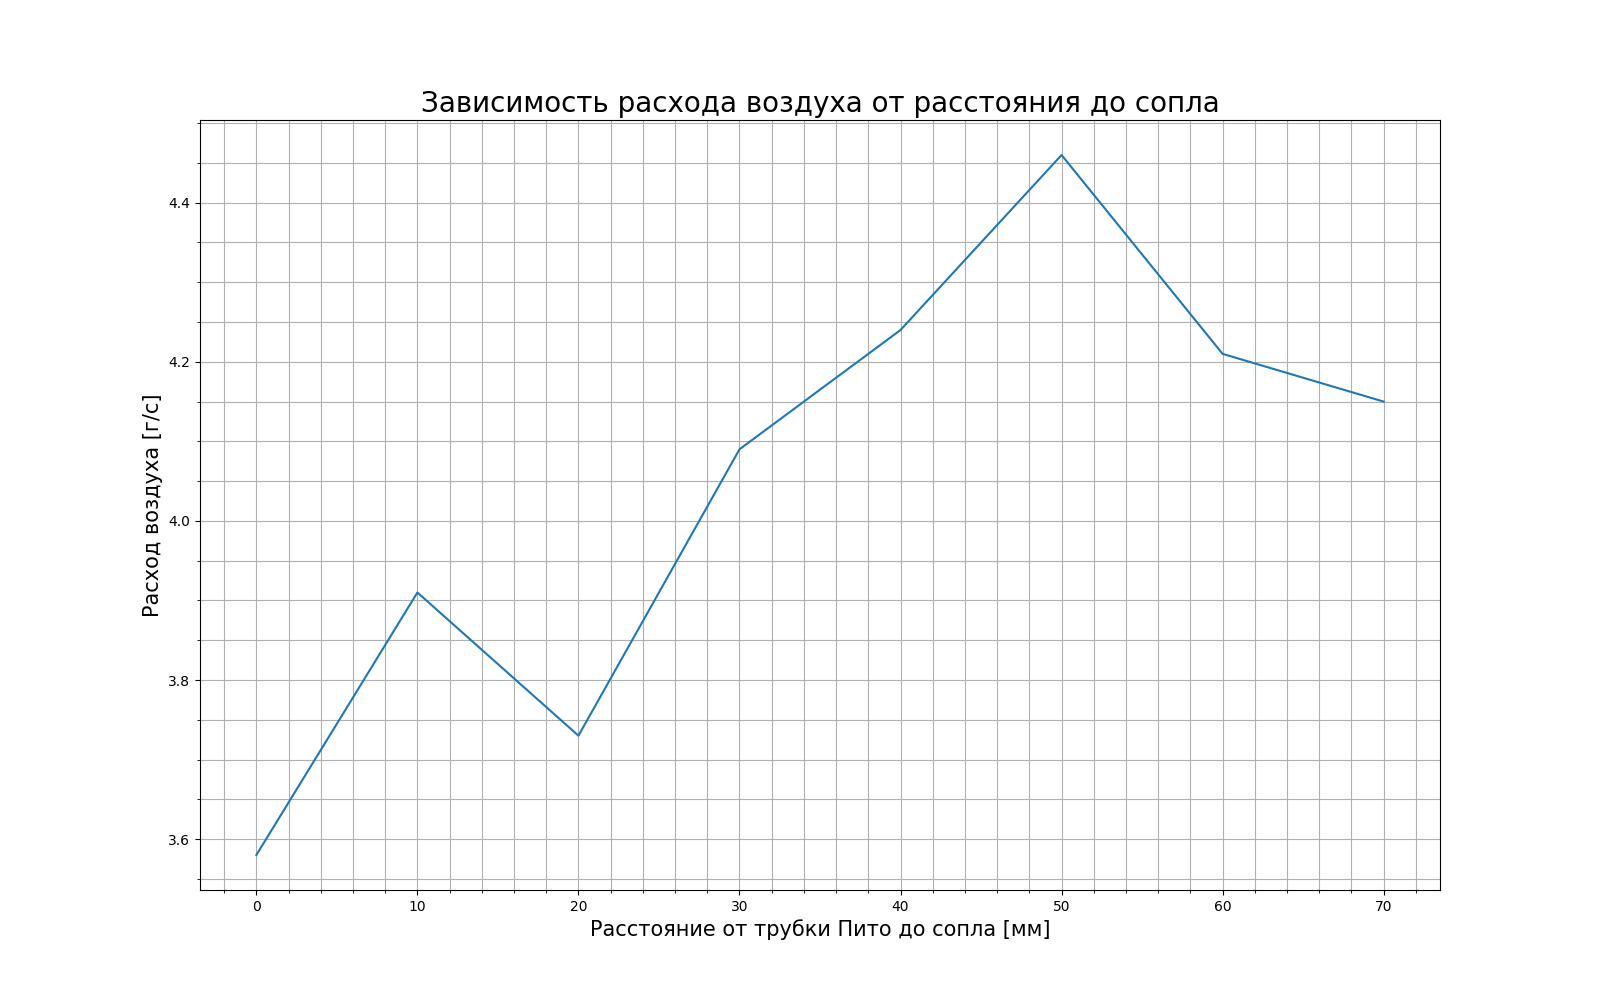 Зависимость расхода воздуха от расстояния до сопла
Расход воздуха [г/с]
4.4
4.2
4.0
3.8
3.6
0 10 20 30 40 50 60 70
Расстояние от трубки Пито до сопла [мм]